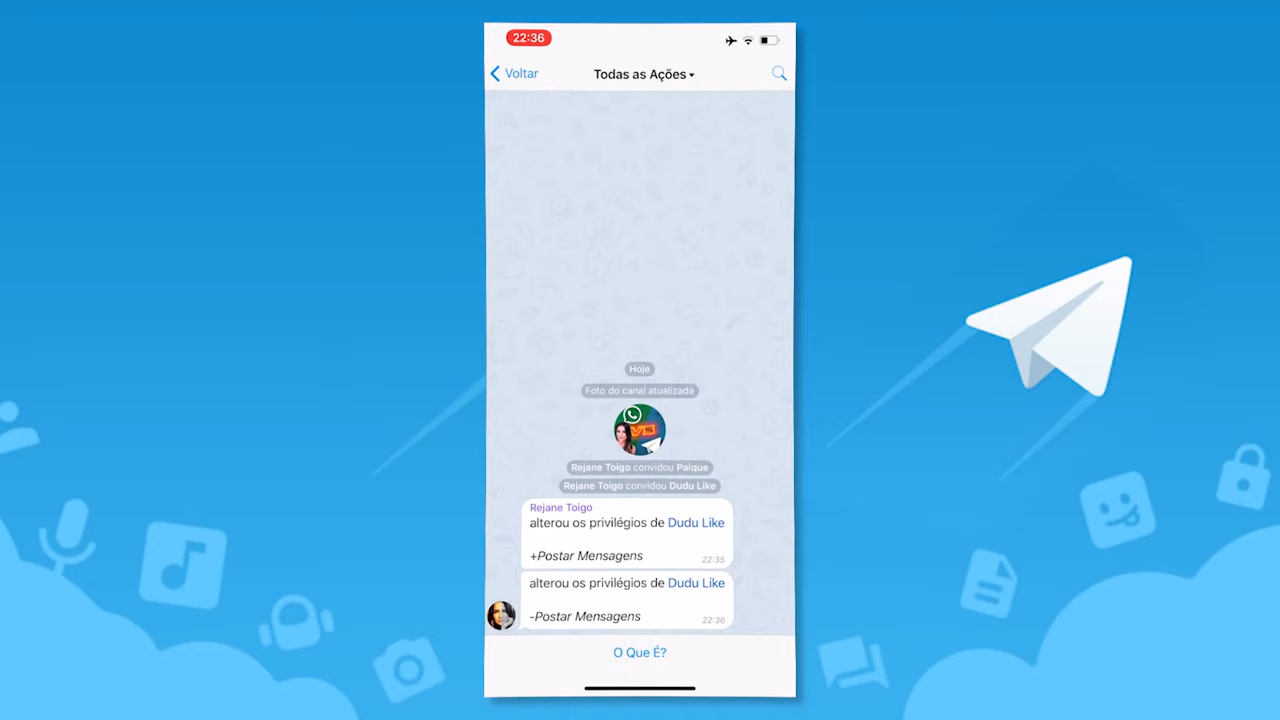 22:36
Voltar
Todas as Ações
Hoje
Foto do canal atualizada
VS
Rejane Toigo convidou Paique
Rejane Toigo convidou Dudu Like
Rejane Toigo
alterou os privilégios de Dudu Like
+Postar Mensagens
22:35
alterou os privilégios de Dudu Like
-Postar Mensagens
22:36
O Que É?